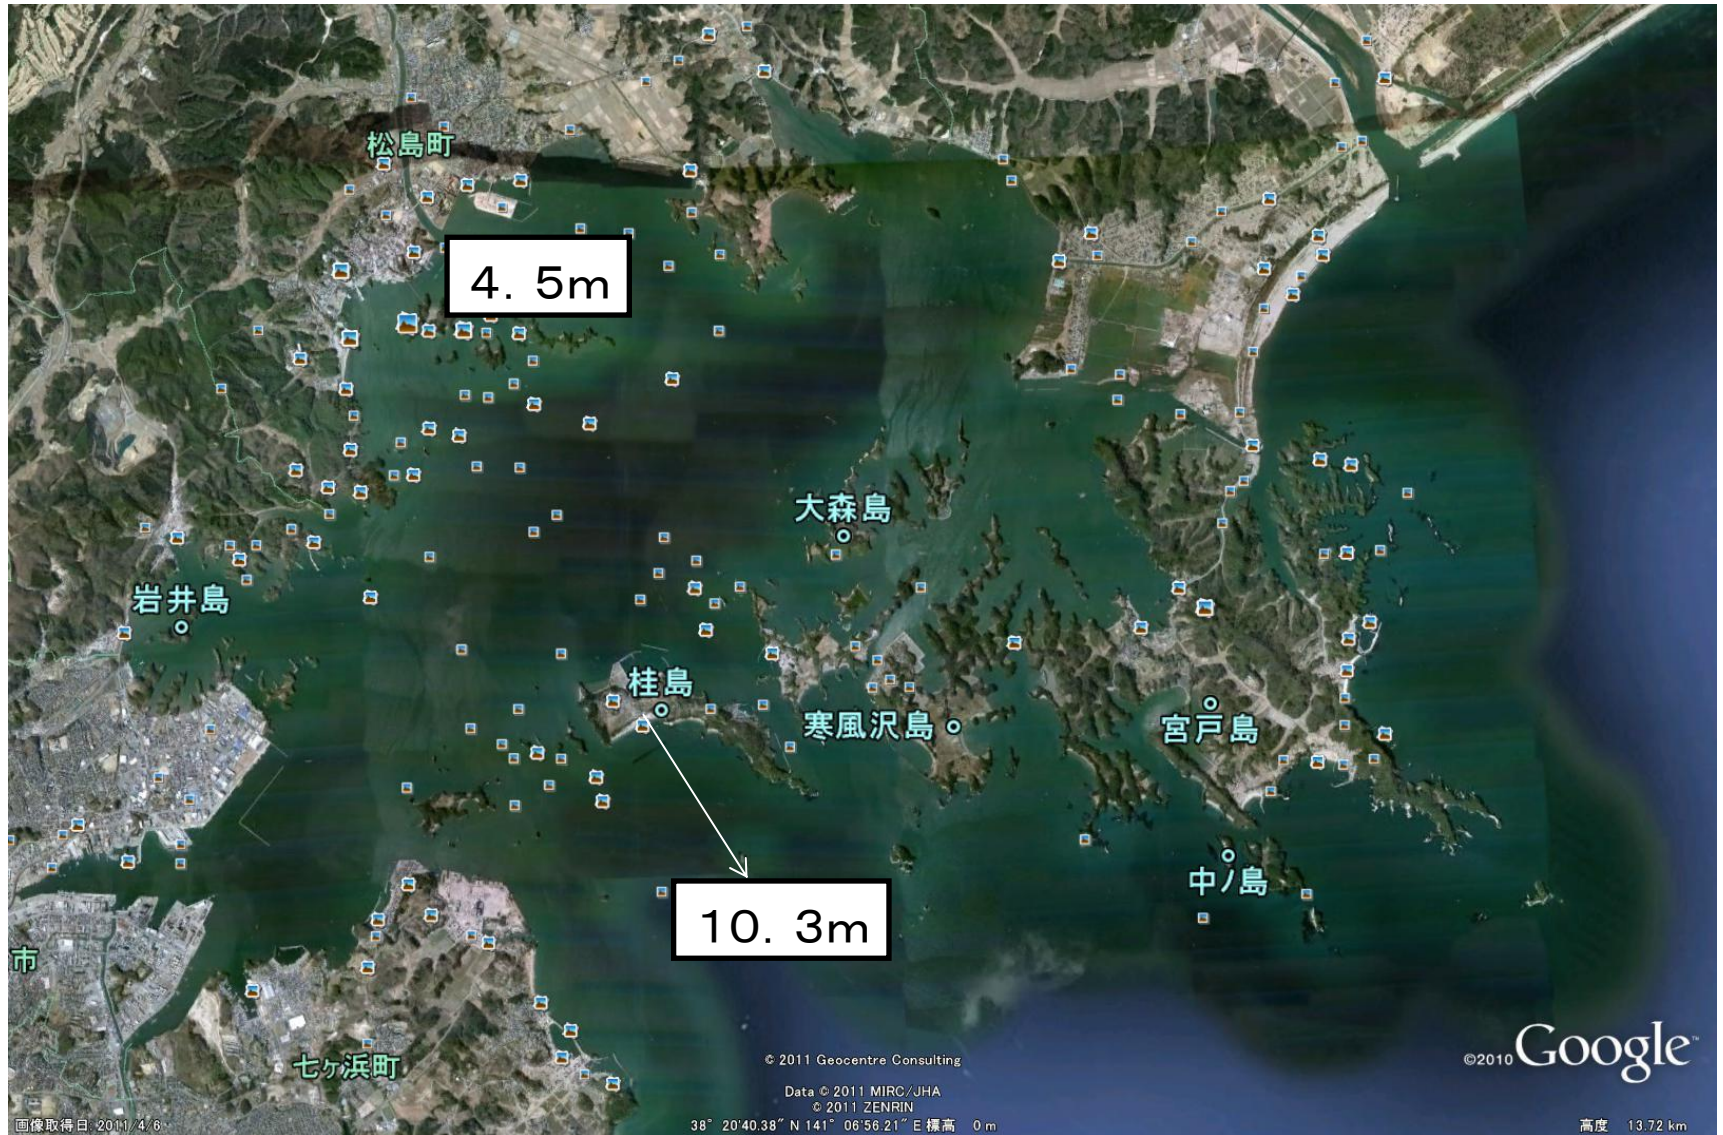 松島町
4．5m
大森島
岩井島
桂島
寒風沢島
宮戸島
中ノ島
10．3m
市
七ヶ浜町
©2010 Google™
© 2011 Geocentre Consulting
Data © 2011 MIRC/JHA
© 2011 ZENRIN
画像取得日: 2011/4/6
38° 20'40.38" N 141° 06'56.21" E 標高 0 m
高度 13.72 km